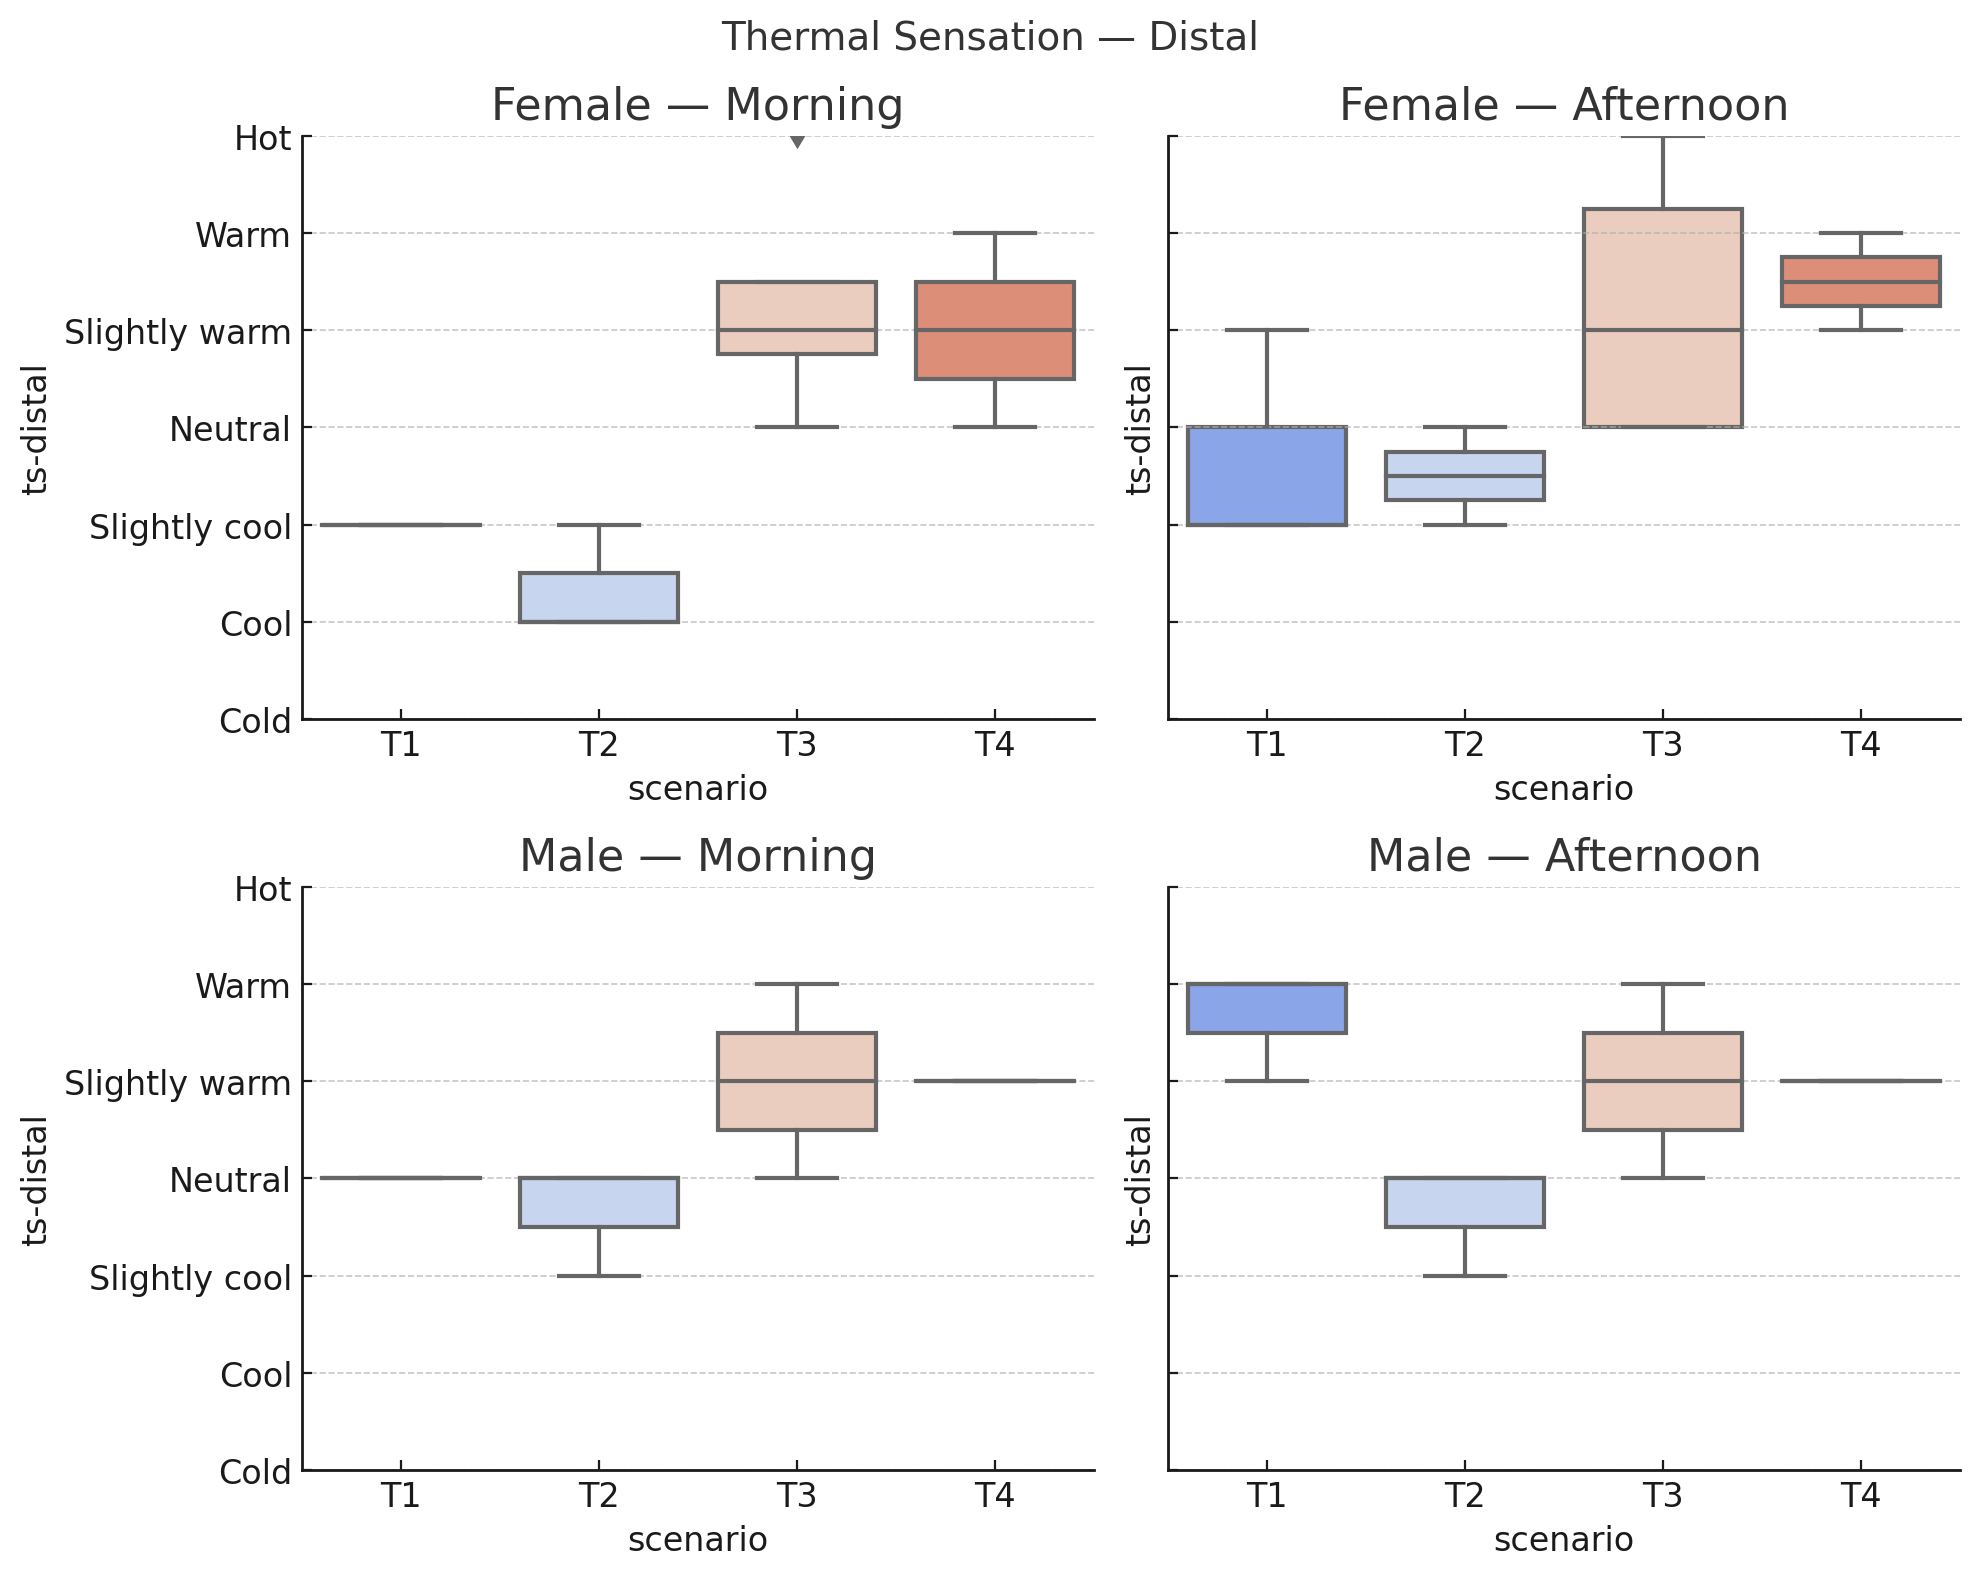 Thermal Sensation — Distal
Female — Morning
Female — Afternoon
Hot
Warm
Slightly warm
Neutral
Slightly cool
Cool
Cold
ts-distal
ts-distal
T1 T2 T3 T4
T1 T2 T3 T4
scenario
scenario
Male — Morning
Male — Afternoon
Hot
Warm
Slightly warm
Neutral
Slightly cool
Cool
Cold
ts-distal
ts-distal
T1 T2 T3 T4
T1 T2 T3 T4
scenario
scenario